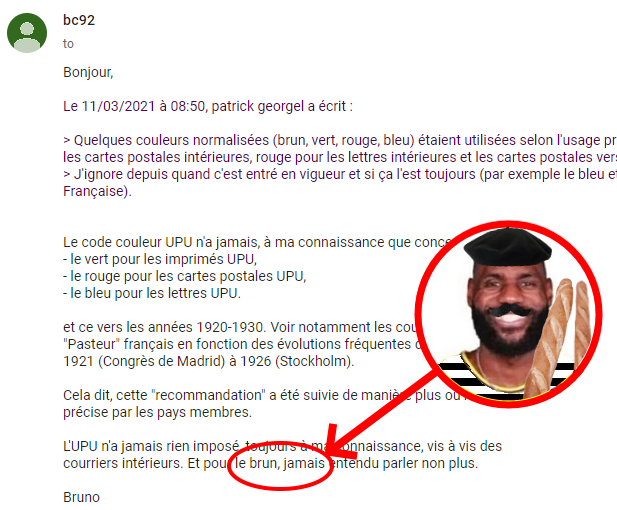 bc92
to
Bonjour,
Le 11/03/2021 à 08:50, patrick georgel a écrit :
> Quelques couleurs normalisées (brun, vert, rouge, bleu) étaient utilisées selon l'usage
les cartes postales intérieures, rouge pour les lettres intérieures et les cartes postales
> J'ignore depuis quand c'est entré en vigueur et si ça l'est toujours (par exemple le bleu
Française).
Le code couleur UPU n'a jamais, à ma connaissance que
- le vert pour les imprimés UPU,
- le rouge pour les cartes postales UPU,
- le bleu pour les lettres UPU.
et ce vers les années 1920-1930. Voir notamment les
"Pasteur" français en fonction des évolutions fréquentes
1921 (Congrès de Madrid) à 1926 (Stockholm).
Cela dit, cette "recommandation" a été suivie de manière plus ou
précise par les pays membres.
L'UPU n'a jamais rien imposé, toujours à ma connaissance, vis à vis des
courriers intérieurs. Et pour le brun, jamais entendu parler non plus.
Bruno